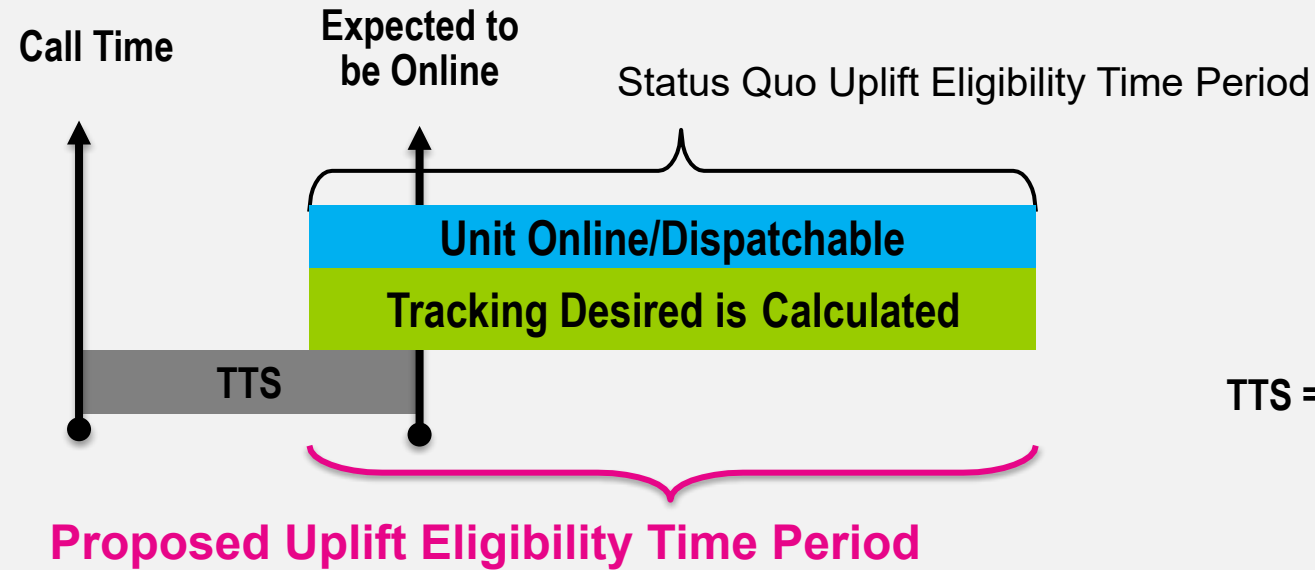 Call Time
Expected to
be Online
Status Quo Uplift Eligibility Time Period
Unit Online/Dispatchable
Tracking Desired is Calculated
TTS
TTS =
Proposed Uplift Eligibility Time Period